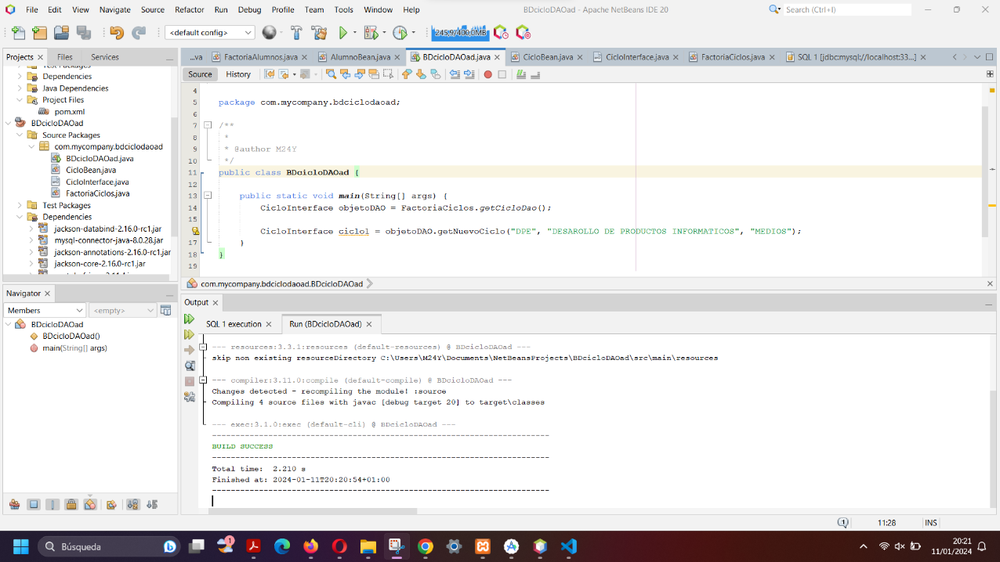 File Edit View Navigate Source Refactor Run Debug Profile Team Tools Window Help
BDcicloDAOad - Apache NetBeans IDE 20
Search (Ctrl+I)
<default config>
245,9/400,0MB
Projects Files Services
...va FactoriaAlumnos.java AlumnoBean.java BDcicloDAOad.java CicloBean.java CicloInterface.java FactoriaCiclos.java SQL 1 [jdbc:mysql://localhost:33...]
Source History
Test Packages
Dependencies
Java Dependencies
Project Files
pom.xml
BDcicloDAOad
Source Packages
com.mycompany.bdciclodaoad
BDcicloDAOad.java
CicloBean.java
CicloInterface.java
FactoriaCiclos.java
Test Packages
Dependencies
jackson-databind-2.16.0-rc1.jar
mysql-connector-java-8.0.28.jar
jackson-annotations-2.16.0-rc1.jar
jackson-core-2.16.0-rc1.jar
4
5 package com.mycompany.bdciclodaoad;
6
7 /**
8 *
9 * @author M24Y
10 */
11 public class BDcicloDAOad {
12
13 public static void main(String[] args) {
14 CicloInterface objetoDAO = FactoriaCiclos.getCicloDao();
15
CicloInterface ciclo1 = objetoDAO.getNuevoCiclo("DPE", "DESAROLLO DE PRODUCTOS INFORMATICOS", "MEDIOS");
17 }
18 }
19
com.mycompany.bdciclodaoad.BDcicloDAOad
Navigator
Members <empty>
BDcicloDAOad
BDcicloDAOad()
main(String[] args)
Output
SQL 1 execution Run (BDcicloDAOad)
--- resources:3.3.1:resources (default-resources) @ BDcicloDAOad ---
skip non existing resourceDirectory C:\Users\M24Y\Documents\NetBeansProjects\BDcicloDAOad\src\main\resources
--- compiler:3.11.0:compile (default-compile) @ BDcicloDAOad ---
Changes detected - recompiling the module! :source
Compiling 4 source files with javac [debug target 20] to target\classes
--- exec:3.1.0:exec (default-cli) @ BDcicloDAOad ---
------------------------------------------------------------------------
BUILD SUCCESS
------------------------------------------------------------------------
Total time: 2.210 s
Finished at: 2024-01-11T20:20:54+01:00
------------------------------------------------------------------------
1
11:28 INS
Búsqueda
1
20:21
11/01/2024